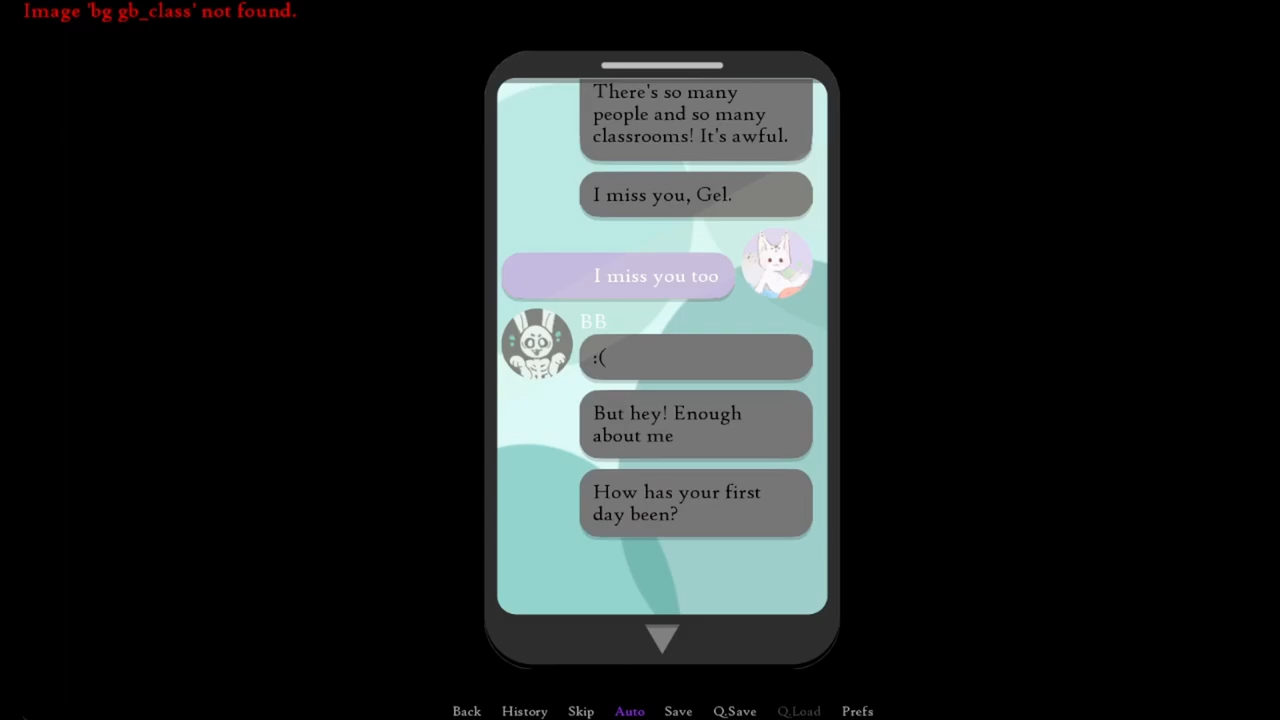 Image 'bg gb_class' not found.
There's so many
people and so many
classrooms! It's awful.
I miss you, Gel.
I miss you too
BB
:(
But hey! Enough
about me
How has your first
day been?
Back History Skip Auto Save Q.Save Q.Load Prefs